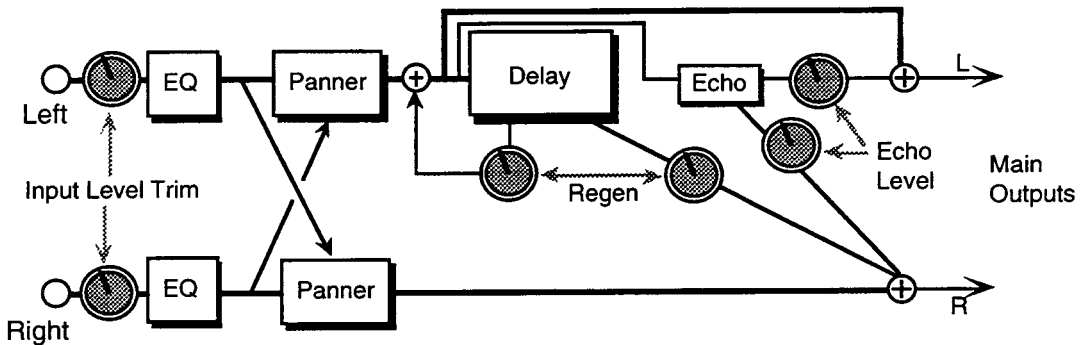 Left
EQ
Panner
+
Delay
Echo
+
L
Input Level Trim
Regen
Echo
Level
Main
Outputs
Right
EQ
Panner
+
R